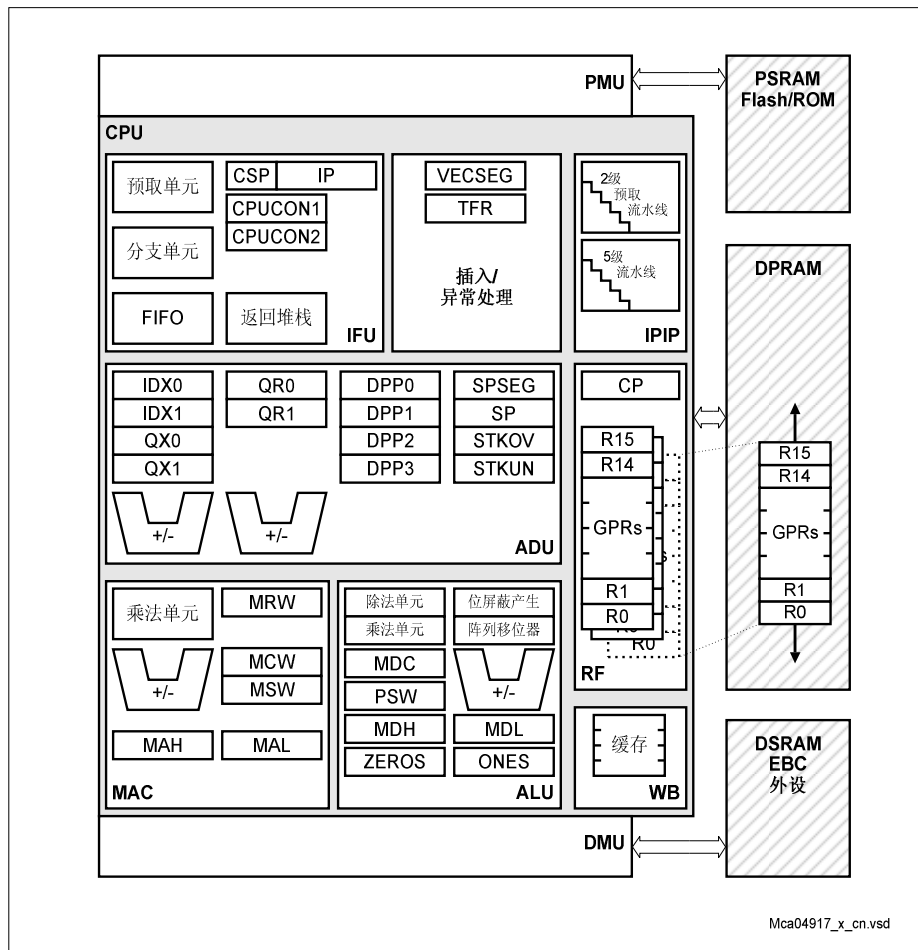 PMU
PSRAM
Flash/ROM
CPU
预取单元
CSP
IP
CPUCON1
CPUCON2
分支单元
FIFO
返回堆栈
IFU
VECSEG
TFR
插入/
异常处理
2级
预取
流水线
5级
流水线
IPIP
DPRAM
IDX0
IDX1
QX0
QX1
+/-
QR0
QR1
+/-
DPP0
DPP1
DPP2
DPP3
SPSEG
SP
STKOV
STKUN
ADU
CP
R15
R14
GPRs
s
R1
R0
R0
RF
R15
R14
GPRs
R1
R0
乘法单元
MRW
+/-
MCW
MSW
MAH
MAL
MAC
除法单元
位屏蔽产生
乘法单元
阵列移位器
MDC
PSW
+/-
MDH
MDL
ZEROS
ONES
ALU
缓存
WB
DSRAM
EBC
外设
DMU
Mca04917_x_cn.vsd